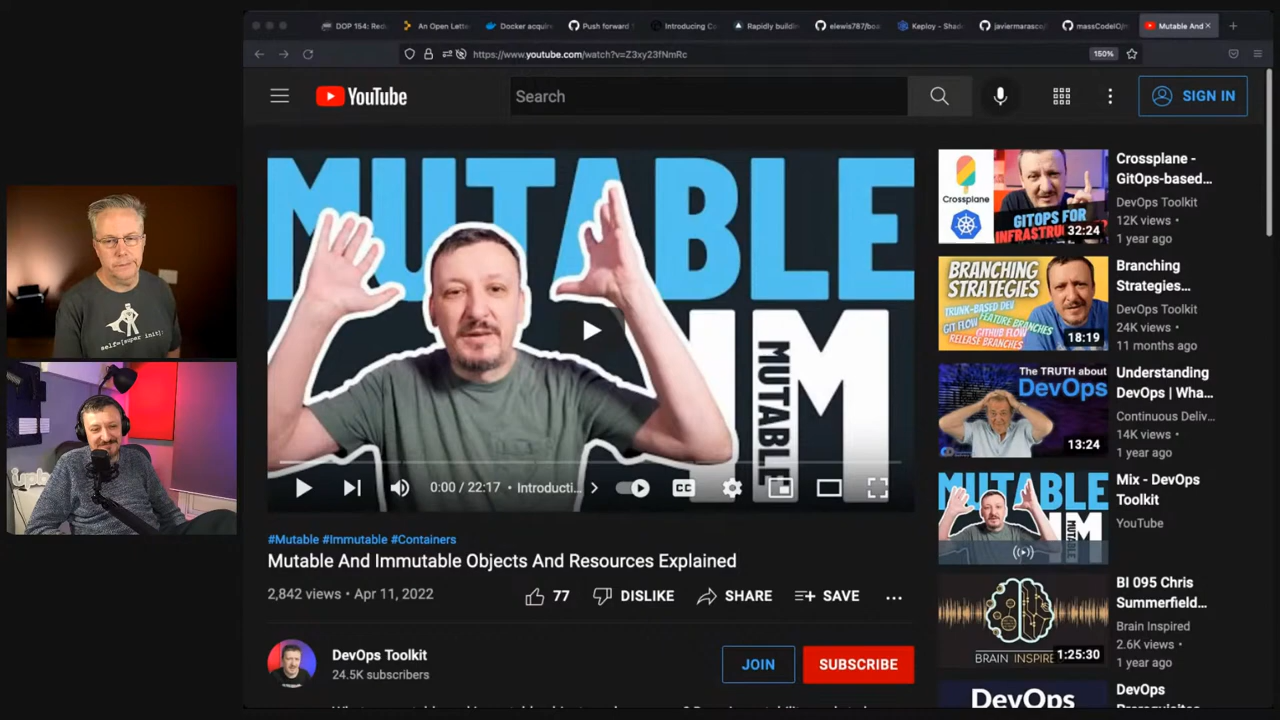 DOP 154: Red
An Open Lette
Docker acquir
Push forward
Introducing Ca
Rapidly buildin
elewis787/boa
Keploy - Shad
javiermarasco/
massCodeIO/m
Mutable And
https://www.youtube.com/watch?v=Z3xy23fNmRc
150%
YouTube
Search
SIGN IN
MUTABLE
IM
MUTABLE
0:00 / 22:17 • Introducti...
CC
#Mutable #Immutable #Containers
Mutable And Immutable Objects And Resources Explained
2,842 views • Apr 11, 2022
77
DISLIKE
SHARE
SAVE
DevOps Toolkit
24.5K subscribers
JOIN
SUBSCRIBE
Crossplane
GITOPS FOR
32:24
Crossplane -
GitOps-based...
DevOps Toolkit
12K views •
1 year ago
BRANCHING
STRATEGIES
TRUNK-BASED DEV
GIT FLOW FEATURE BRANCHES
GITHUB FLOW
RELEASE BRANCHES
18:19
Branching
Strategies...
DevOps Toolkit
24K views •
11 months ago
The TRUTH about
DevOps
13:24
Understanding
DevOps | Wha...
Continuous Deliv...
14K views •
1 year ago
MUTABLE
IM
MUTABLE
Mix - DevOps
Toolkit
YouTube
BRAIN INSPIRE
1:25:30
BI 095 Chris
Summerfield...
Brain Inspired
2.6K views •
1 year ago
DevOps
DevOps
self=[super init];